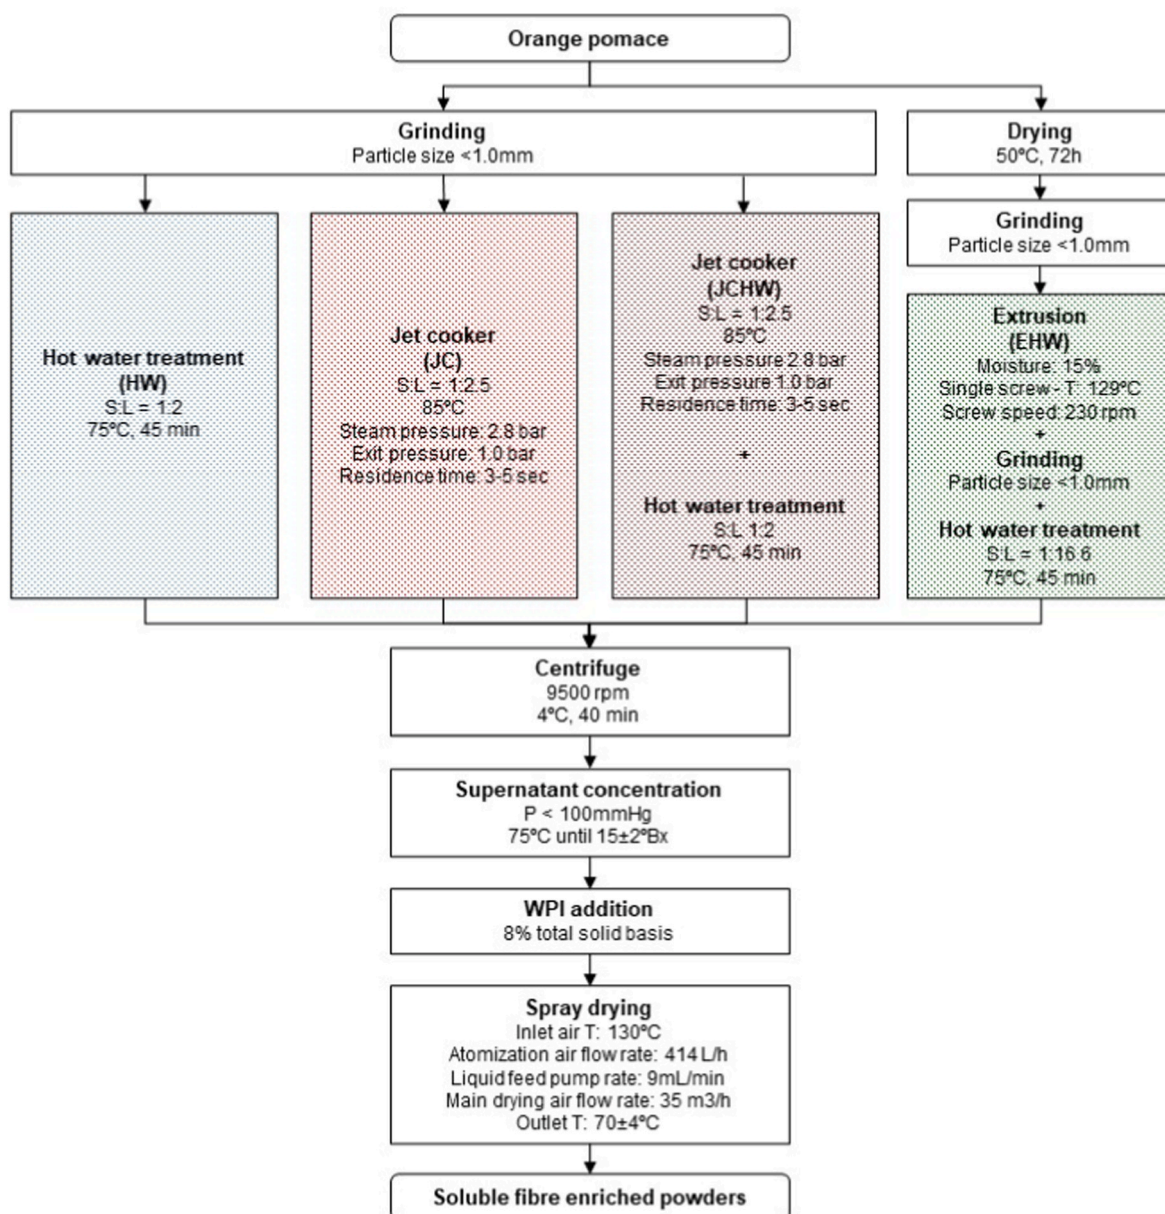 Orange pomace
Grinding
Particle size <1.0mm
Drying
50ºC, 72h
Grinding
Particle size <1.0mm
Hot water treatment
(HW)
S:L = 1:2
75ºC, 45 min
Jet cooker
(JC)
S:L = 1:2.5
85ºC
Steam pressure: 2.8 bar
Exit pressure: 1.0 bar
Residence time: 3-5 sec
Jet cooker
(JCHW)
S:L = 1:2.5
85ºC
Steam pressure 2.8 bar
Exit pressure 1.0 bar
Residence time: 3-5 sec
+
Hot water treatment
S:L 1:2
75ºC, 45 min
Extrusion
(EHW)
Moisture: 15%
Single screw - T: 129ºC
Screw speed: 230 rpm
+
Grinding
Particle size <1.0mm
+
Hot water treatment
S:L = 1:16.6
75ºC, 45 min
Centrifuge
9500 rpm
4ºC, 40 min
Supernatant concentration
P < 100mmHg
75ºC until 15±2ºBx
WPI addition
8% total solid basis
Spray drying
Inlet air T: 130ºC
Atomization air flow rate: 414 L/h
Liquid feed pump rate: 9mL/min
Main drying air flow rate: 35 m3/h
Outlet T: 70±4ºC
Soluble fibre enriched powders